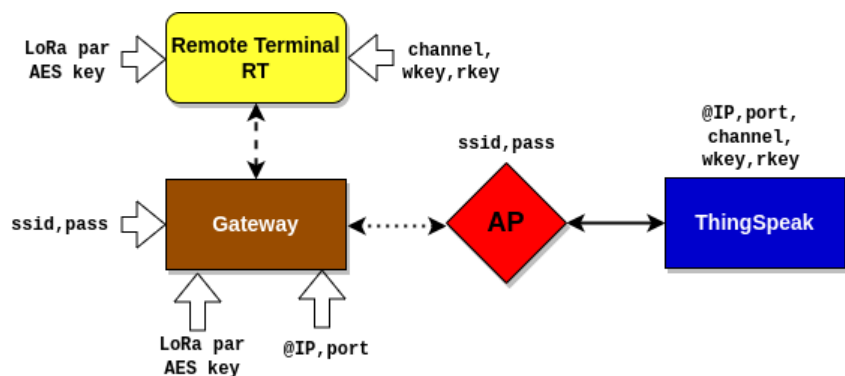 LoRa par
AES key
Remote Terminal
RT
channel,
wkey,rkey
@IP,port,
channel,
wkey,rkey
ssid,pass
ssid,pass
Gateway
AP
ThingSpeak
LoRa par
AES key
@IP,port